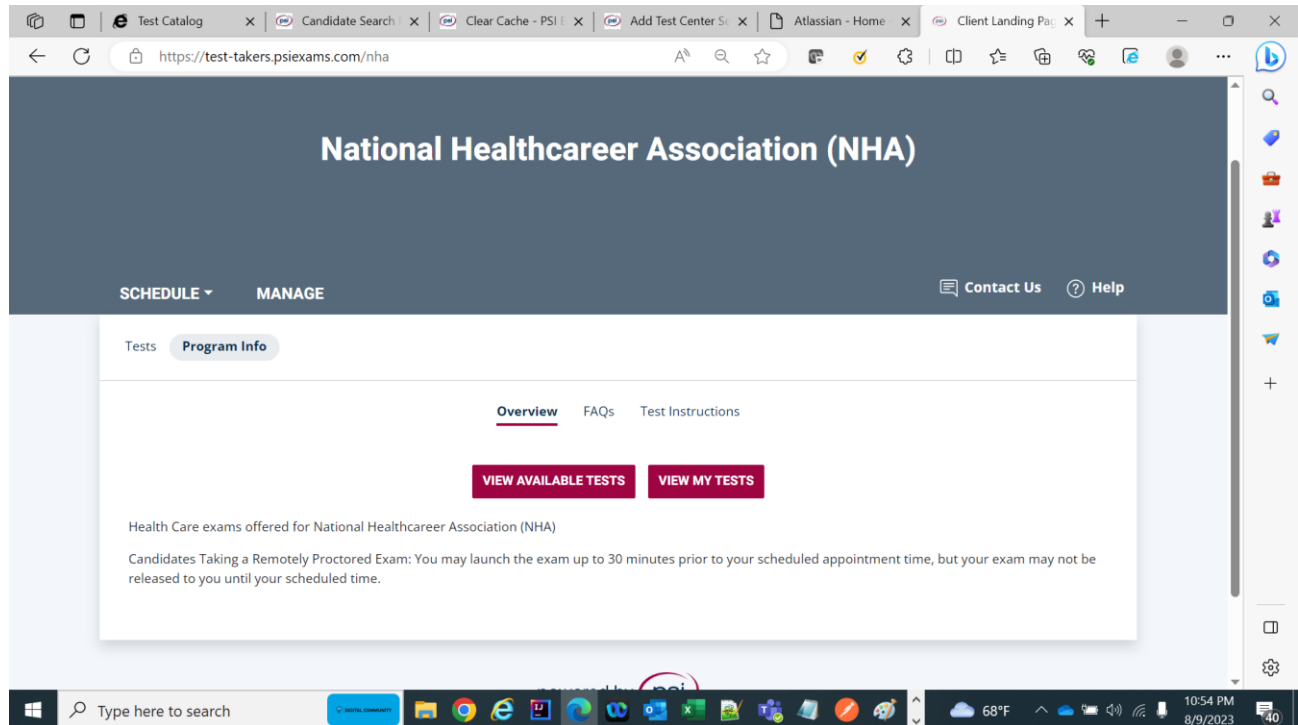 Test Catalog
Candidate Search
Clear Cache - PSI
Add Test Center
Atlassian - Home
Client Landing Pag
https://test-takers.psiexams.com/nha
National Healthcareer Association (NHA)
SCHEDULE MANAGE Contact Us Help
Tests Program Info
Overview FAQs Test Instructions
VIEW AVAILABLE TESTS VIEW MY TESTS
Health Care exams offered for National Healthcareer Association (NHA)
Candidates Taking a Remotely Proctored Exam: You may launch the exam up to 30 minutes prior to your scheduled appointment time, but your exam may not be
released to you until your scheduled time.
powered by psi
Type here to search
DIGITAL COMMUNITY
68°F
10:54 PM
8/9/2023
40